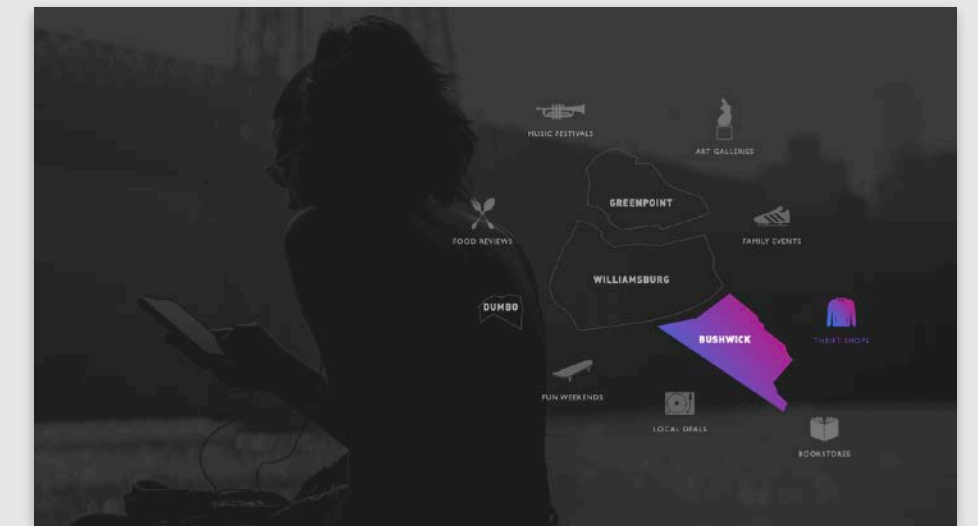 MUSIC FESTIVALS
ART GALLERIES
GREENPOINT
FOOD REVIEWS
FAMILY EVENTS
WILLIAMSBURG
DUMBO
BUSHWICK
THRIFT SHOPS
FUN WEEKENDS
LOCAL DEALS
BOOKSTORES